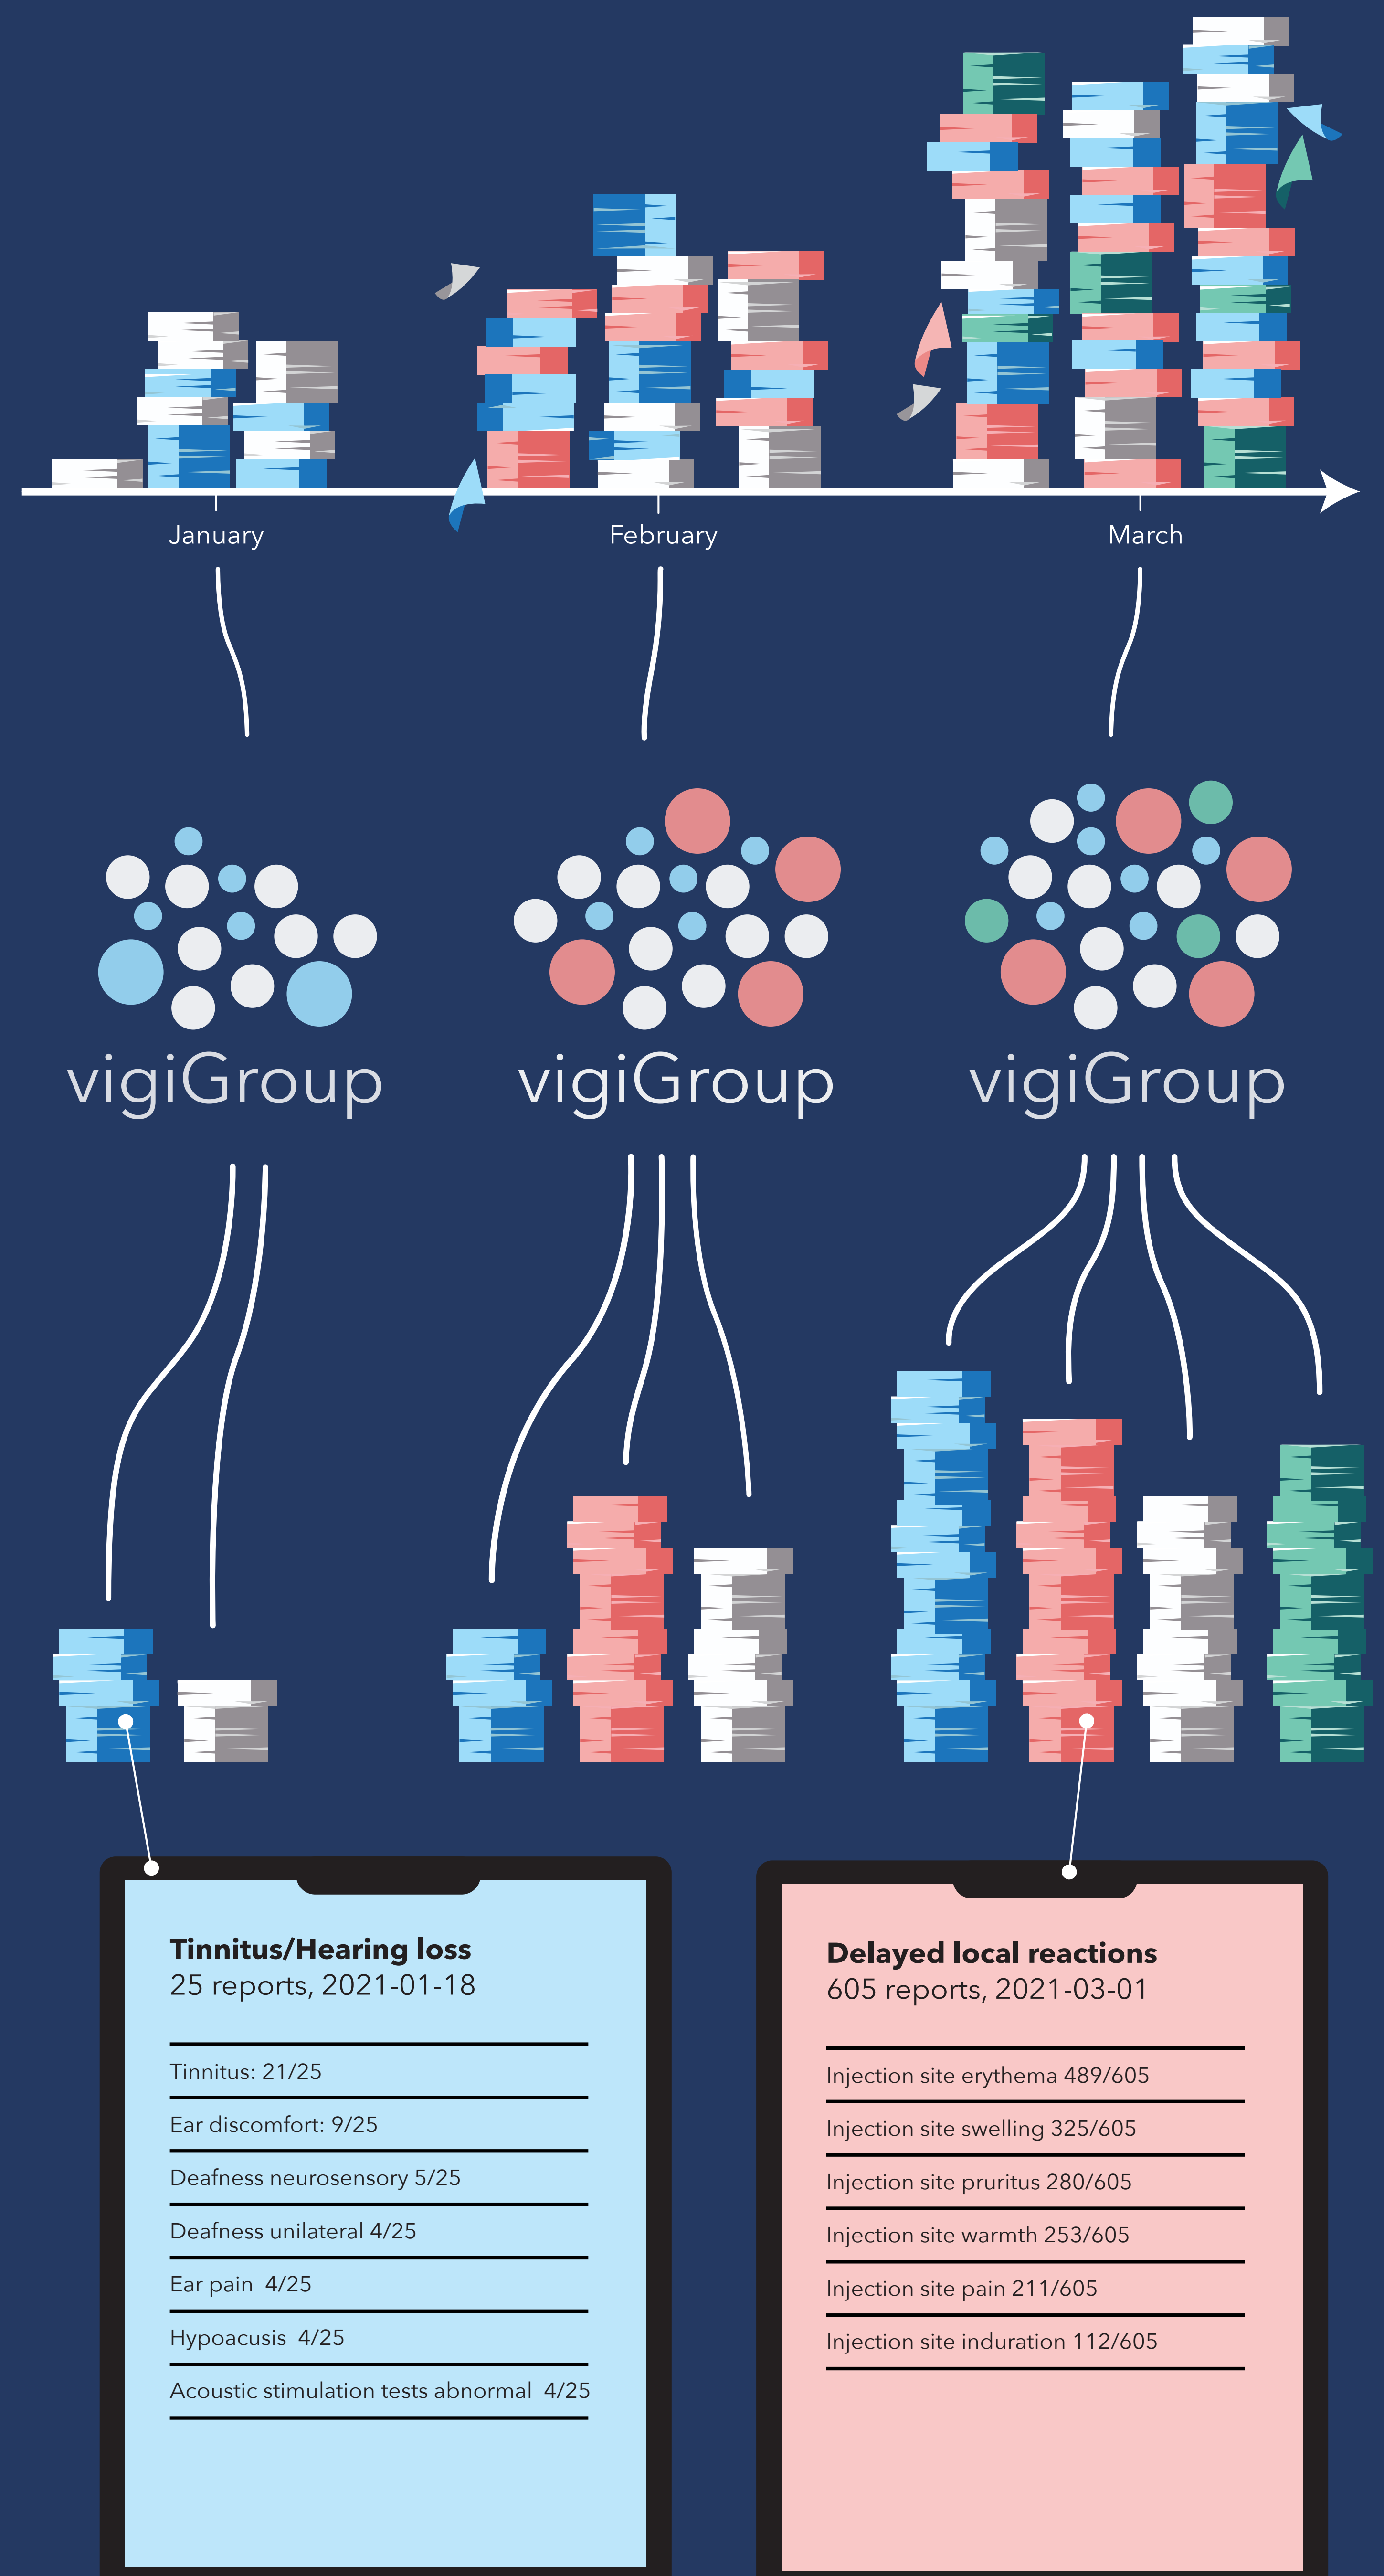 January
February
March
vigiGroup
vigiGroup
vigiGroup
Tinnitus/Hearing loss
25 reports, 2021-01-18
Tinnitus: 21/25
Ear discomfort: 9/25
Deafness neurosensory 5/25
Deafness unilateral 4/25
Ear pain  4/25
Hypoacusis  4/25
Acoustic stimulation tests abnormal  4/25
Delayed local reactions
605 reports, 2021-03-01
Injection site erythema 489/605
Injection site swelling 325/605
Injection site pruritus 280/605
Injection site warmth 253/605
Injection site pain 211/605
Injection site induration 112/605